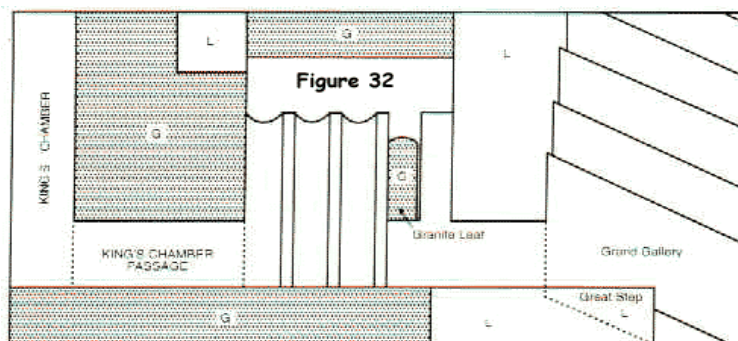 L
G
L
Figure 32
KING'S CHAMBER
G
G
Granite Leaf
KING'S CHAMBER
PASSAGE
Grand Gallery
Great Step
L
G
L